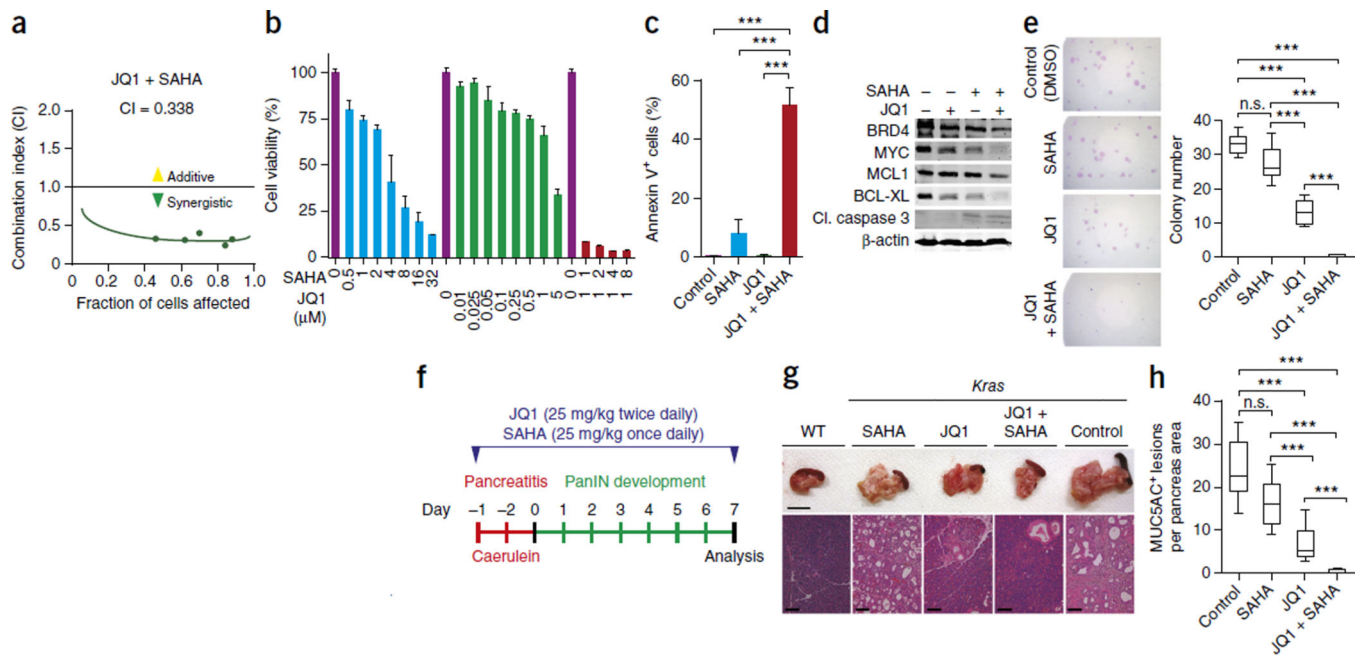 a
JQ1 + SAHA
CI = 0.338
Combination index (CI)
2.0
1.5
1.0
0.5
0
Additive
Synergistic
0 0.2 0.4 0.6 0.8 1.0
Fraction of cells affected
b
Cell viability (%)
100
75
50
25
0
SAHA 0 0.5 1 2 4 8 16 32 0 1 2 4 8
JQ1 0 0.01 0.025 0.05 0.1 0.25 0.5 1 5 1 1 1 1
(μM)
c
***
***
***
Annexin V+ cells (%)
60
40
20
0
Control
SAHA
JQ1
JQ1 + SAHA
d
SAHA – – + +
JQ1 – + – +
BRD4
MYC
MCL1
BCL-XL
Cl. caspase 3
β-actin
e
Control
(DMSO)
SAHA
JQ1
JQ1
+ SAHA
***
***
***
n.s.
***
***
Colony number
40
30
20
10
0
Control
SAHA
JQ1
JQ1 + SAHA
f
JQ1 (25 mg/kg twice daily)
SAHA (25 mg/kg once daily)
Pancreatitis PanIN development
Day –1 –2 0 1 2 3 4 5 6 7
Caerulein Analysis
g
Kras
WT SAHA JQ1 JQ1 +
SAHA Control
h
***
***
***
n.s.
***
***
MUC5AC+ lesions
per pancreas area
40
30
20
10
0
Control
SAHA
JQ1
JQ1 + SAHA